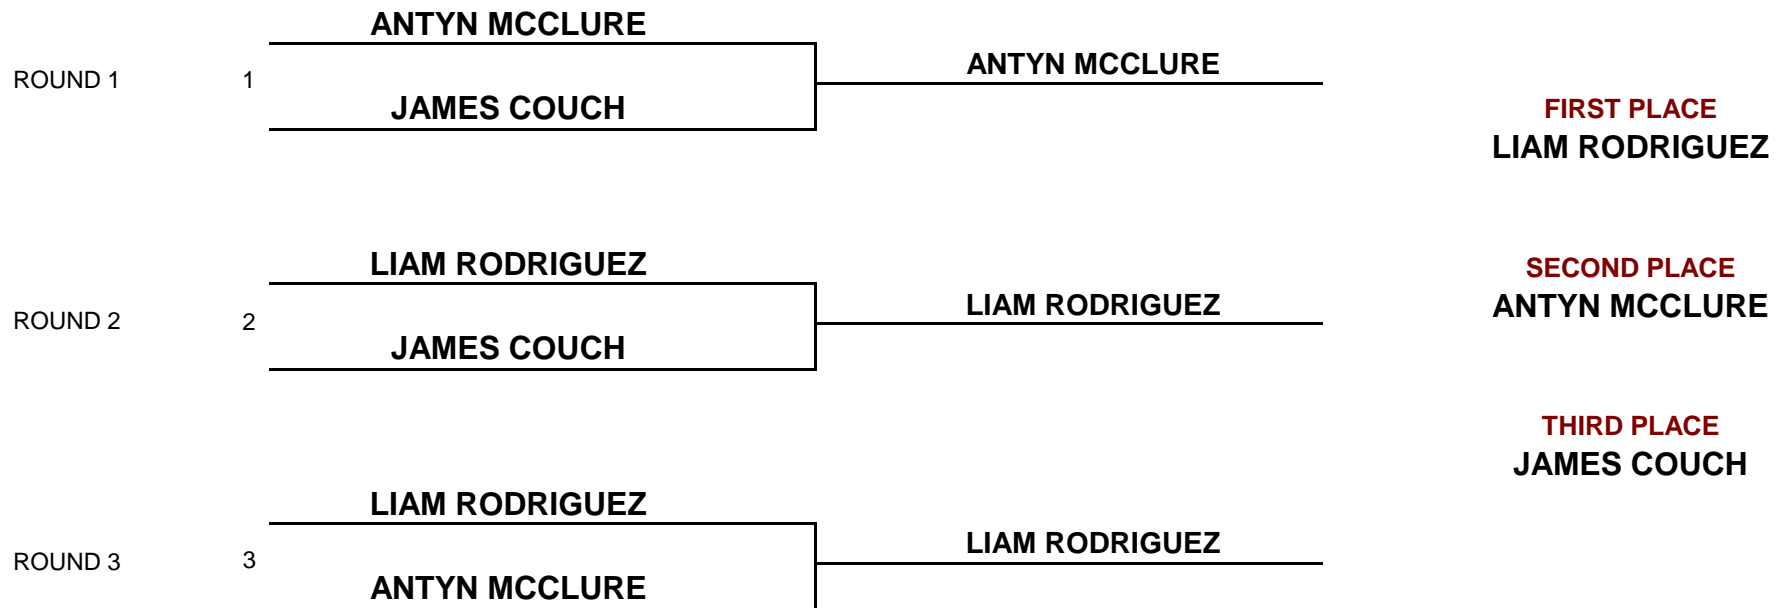 ANTYN MCCLURE
ROUND 1 1 ANTYN MCCLURE
JAMES COUCH
FIRST PLACE
LIAM RODRIGUEZ
LIAM RODRIGUEZ
ROUND 2 2 LIAM RODRIGUEZ
JAMES COUCH
SECOND PLACE
ANTYN MCCLURE
THIRD PLACE
JAMES COUCH
LIAM RODRIGUEZ
ROUND 3 3 LIAM RODRIGUEZ
ANTYN MCCLURE